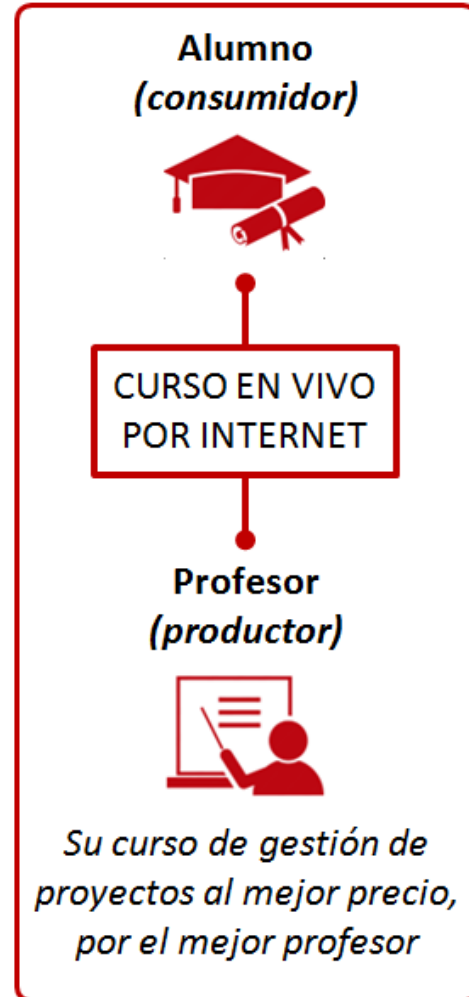 Alumno
(consumidor)
CURSO EN VIVO
POR INTERNET
Profesor
(productor)
Su curso de gestión de
proyectos al mejor precio,
por el mejor profesor